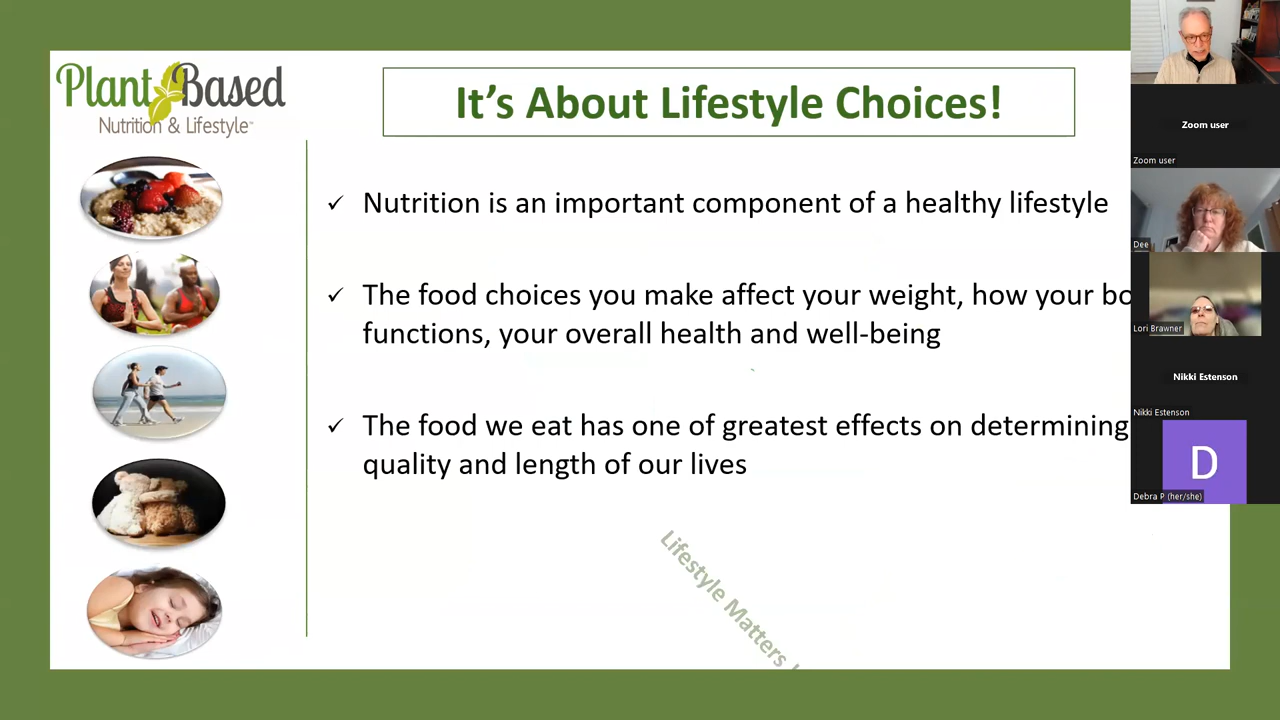 Plant Based
Nutrition & Lifestyle™
It's About Lifestyle Choices!
✓ Nutrition is an important component of a healthy lifestyle
✓ The food choices you make affect your weight, how your bo
functions, your overall health and well-being
✓ The food we eat has one of greatest effects on determining
quality and length of our lives
Lifestyle Matters
Zoom user
Zoom user
Dee
Lori Brawner
Nikki Estenson
Nikki Estenson
D
Debra P (her/she)